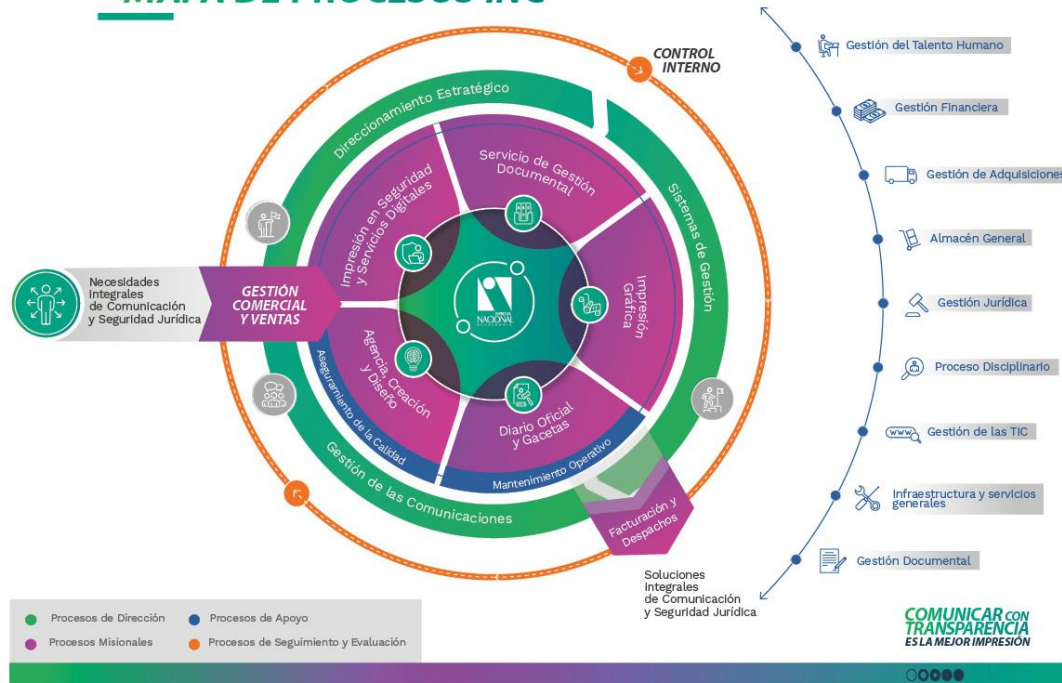 MAPA DE PROCESOS INC
CONTROL
INTERNO
Direccionamiento Estratégico
Sistemas de Gestión
Gestión de las Comunicaciones
Impresión en Seguridad
y Servicios Digitales
Servicio de Gestión
Documental
Impresión
Gráfica
Diario Oficial
y Gacetas
Agencia, Creación
y Diseño
Aseguramiento de la Calidad
Mantenimiento Operativo
IMPRENTA
NACIONAL
Necesidades
Integrales
de Comunicación
y Seguridad Jurídica
GESTIÓN
COMERCIAL
Y VENTAS
Facturación y
Despachos
Soluciones
Integrales
de Comunicación
y Seguridad Jurídica
Gestión del Talento Humano
Gestión Financiera
Gestión de Adquisiciones
Almacén General
Gestión Jurídica
Proceso Disciplinario
www
Gestión de las TIC
Infraestructura y servicios
generales
Gestión Documental
Procesos de Dirección
Procesos de Apoyo
Procesos Misionales
Procesos de Seguimiento y Evaluación
COMUNICAR CON
TRANSPARENCIA
ES LA MEJOR IMPRESIÓN